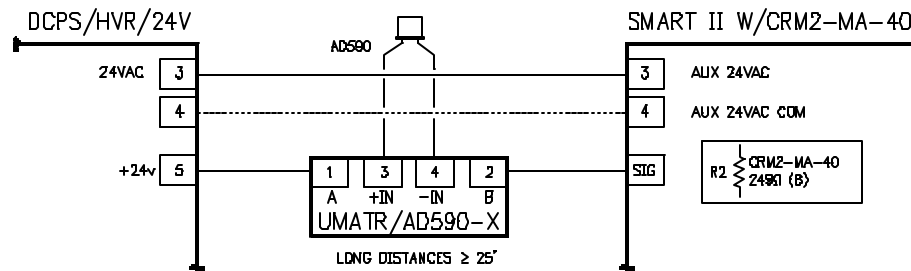 DCPS/HVR/24V
SMART II W/CRM2-MA-40
AD590
24VAC 3
3 AUX 24VAC
4
4 AUX 24VAC COM
+24v 5
1 3 4 2
SIG
R2 CRM2-MA-40
249Ω (B)
A +IN -IN B
UMATR/AD590-X
LONG DISTANCES ≥ 25'